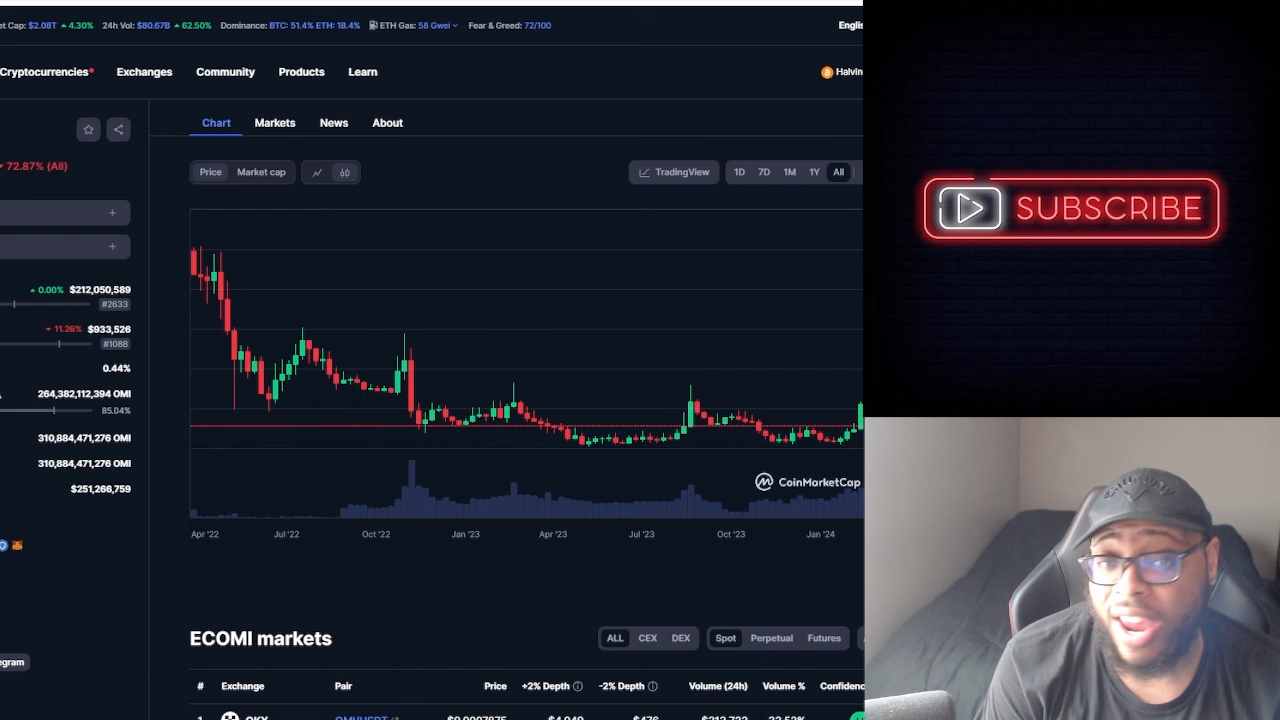 et Cap: $2.08T 4.30% 24h Vol: $80.67B 62.50% Dominance: BTC: 51.4% ETH: 18.4% ETH Gas: 58 Gwei Fear & Greed: 72/100
Cryptocurrencies Exchanges Community Products Learn
Chart Markets News About
72.87% (All)
Price Market cap TradingView 1D 7D 1M 1Y All
SUBSCRIBE
0.00% $212,050,589
#2633
11.26% $933,526
#1088
0.44%
264,382,112,394 OMI
85.04%
310,884,471,276 OMI
310,884,471,276 OMI
$251,266,759
CoinMarketCap
Apr '22 Jul '22 Oct '22 Jan '23 Apr '23 Jul '23 Oct '23 Jan '24
ECOMI markets ALL CEX DEX Spot Perpetual Futures
egram
# Exchange Pair Price +2% Depth -2% Depth Volume (24h) Volume % Confidenc